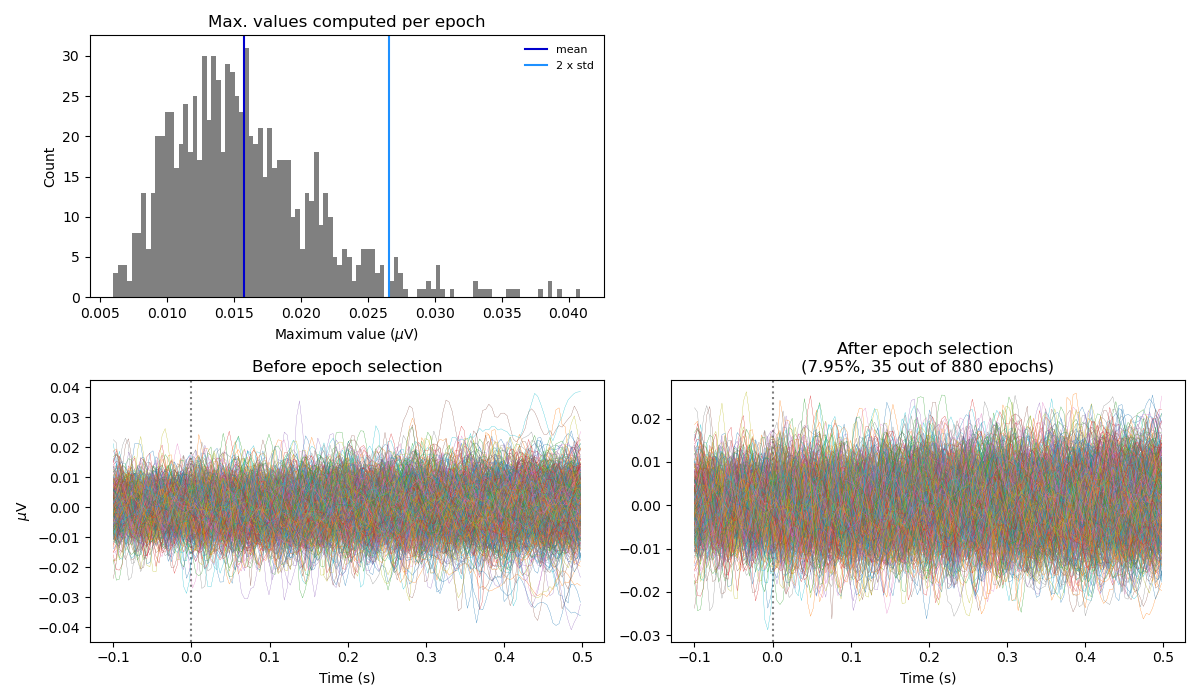 Max. values computed per epoch
30
25
20
15
10
5
0
Count
mean
2 x std
0.005 0.010 0.015 0.020 0.025 0.030 0.035 0.040
Maximum value (μV)
Before epoch selection
0.04
0.03
0.02
0.01
0.00
−0.01
−0.02
−0.03
−0.04
μV
−0.1 0.0 0.1 0.2 0.3 0.4 0.5
Time (s)
After epoch selection
(7.95%, 35 out of 880 epochs)
0.02
0.01
0.00
−0.01
−0.02
−0.03
−0.1 0.0 0.1 0.2 0.3 0.4 0.5
Time (s)